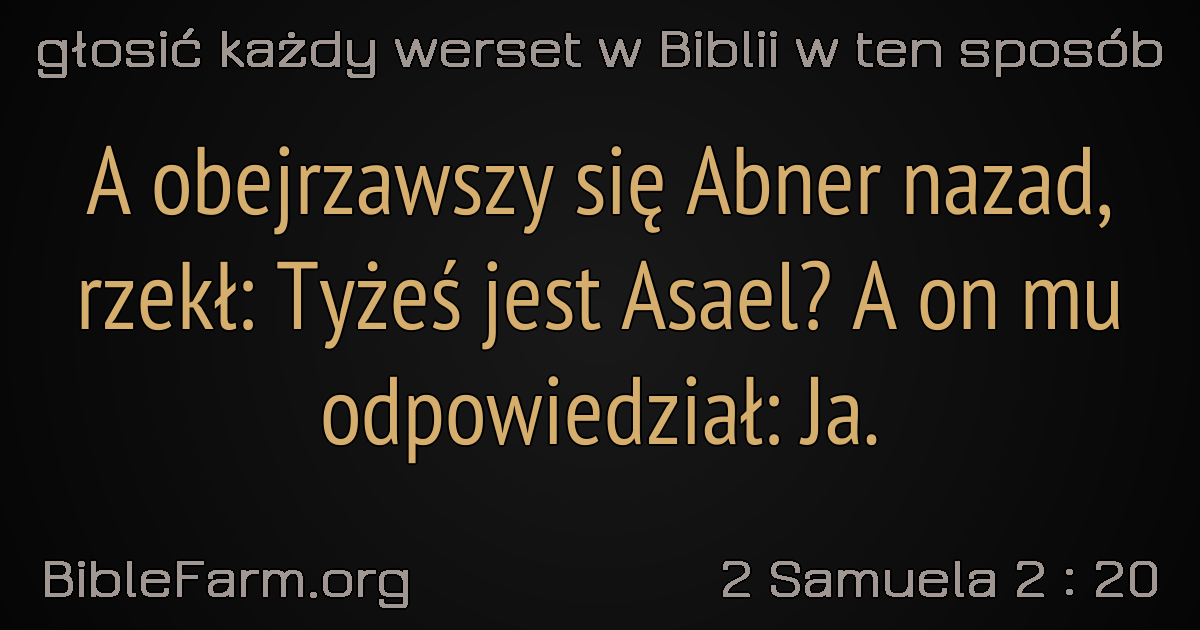 głosić każdy werset w Biblii w ten sposób
A obejrzawszy się Abner nazad,
rzekł: Tyżeś jest Asael? A on mu
odpowiedział: Ja.
BibleFarm.org
2 Samuela 2 : 20